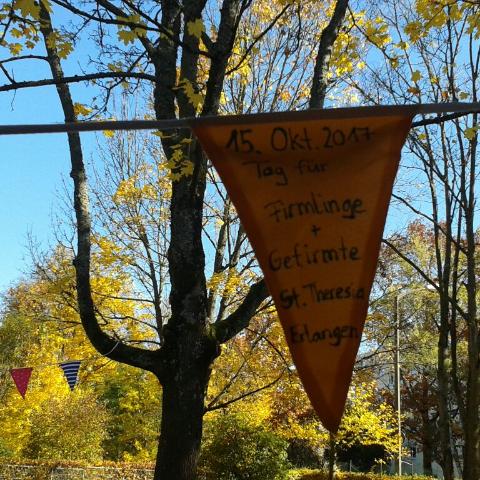 15. Okt. 2017
Tag für
Firmlinge
+
Gefirmte
St. Theresia
Erlangen